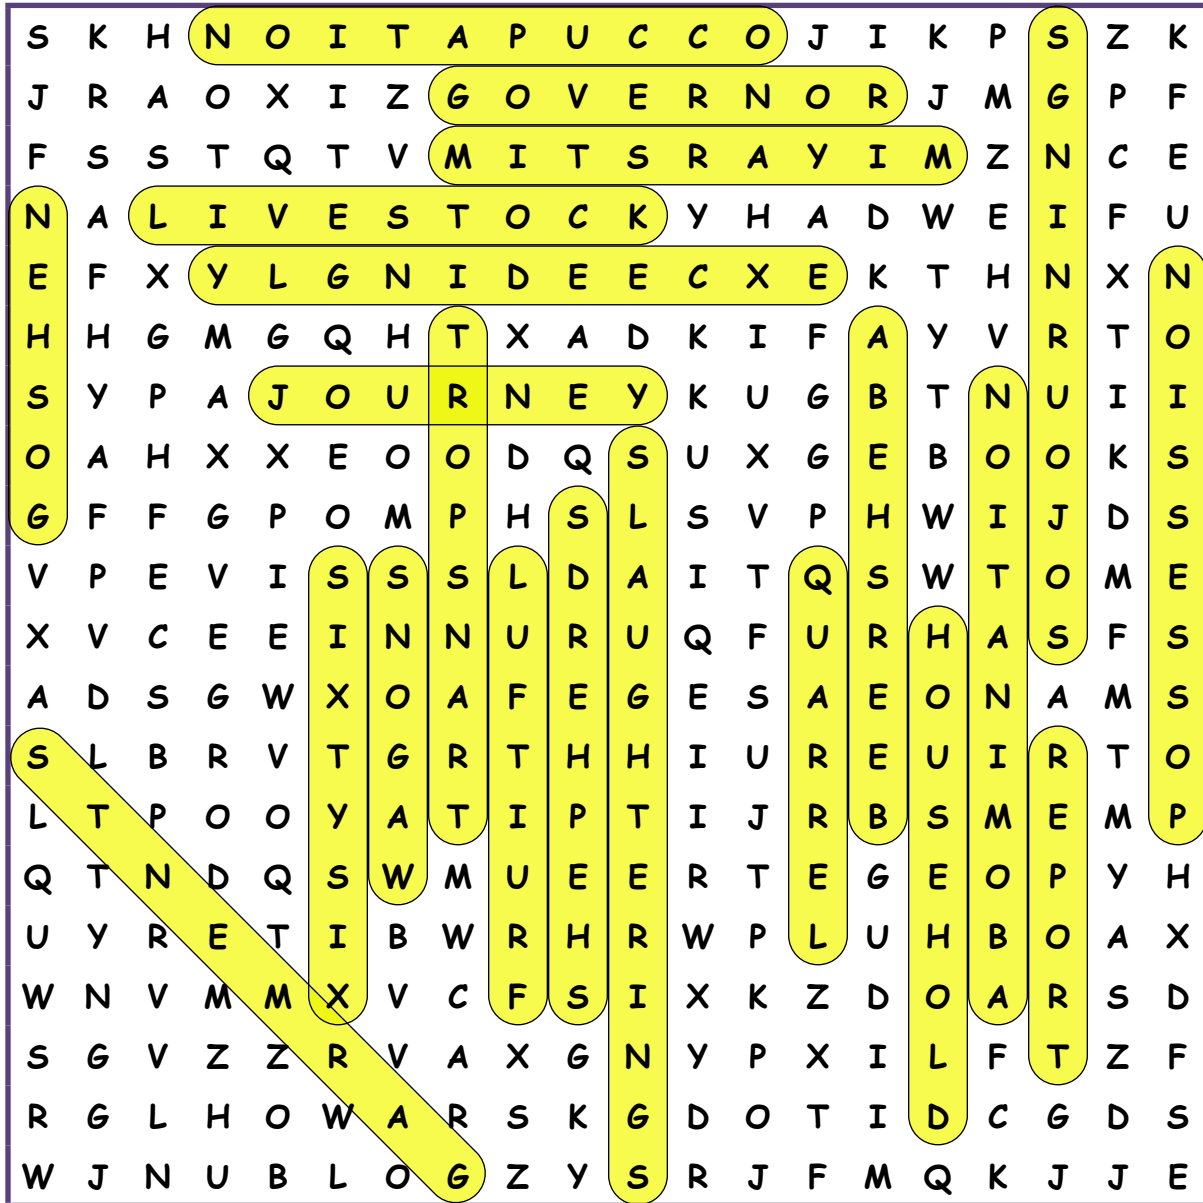 S K H N O I T A P U C C O J I K P S Z K
J R A O X I Z G O V E R N O R J M G P F
F S S T Q T V M I T S R A Y I M Z N C E
N A L I V E S T O C K Y H A D W E I F U
E F X Y L G N I D E E C X E K T H N X N
H H G M G Q H T X A D K I F A Y V R T O
S Y P A J O U R N E Y K U G B T N U I I
O A H X X E O O D Q S U X G E B O O K S
G F F G P O M P H S L S V P H W I J D S
V P E V I S S S L D A I T Q S W T O M E
X V C E E I N N U R U Q F U R H A S F S
A D S G W X O A F E G E S A E O N A M S
S L B R V T G R T H H I U R E U I R T O
L T P O O Y A T I P T I J R B S M E M P
Q T N D Q S W M U E E R T E G E O P Y H
U Y R E T I B W R H R W P L U H B O A X
W N V M M X V C F S I X K Z D O A R S D
S G V Z Z R V A X G N Y P X I L F T Z F
R G L H O W A R S K G D O T I D C G D S
W J N U B L O G Z Y S R J F M Q K J J E